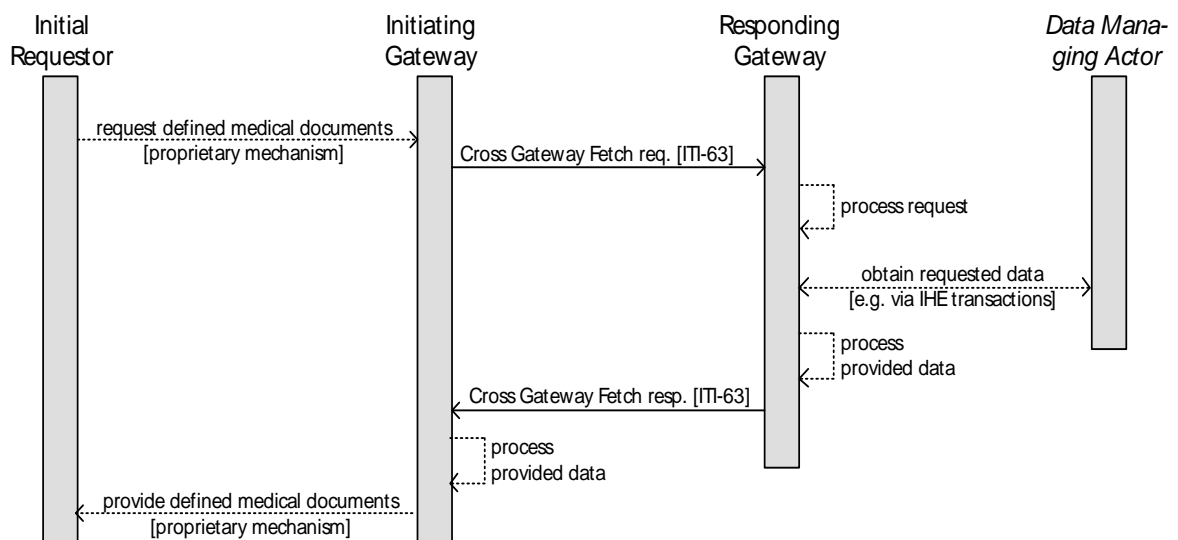 Initial
Requestor
Initiating
Gateway
Responding
Gateway
Data Mana-
ging Actor
request defined medical documents
[proprietary mechanism]
Cross Gateway Fetch req. [ITI-63]
process request
obtain requested data
[e.g. via IHE transactions]
process
provided data
Cross Gateway Fetch resp. [ITI-63]
process
provided data
provide defined medical documents
[proprietary mechanism]